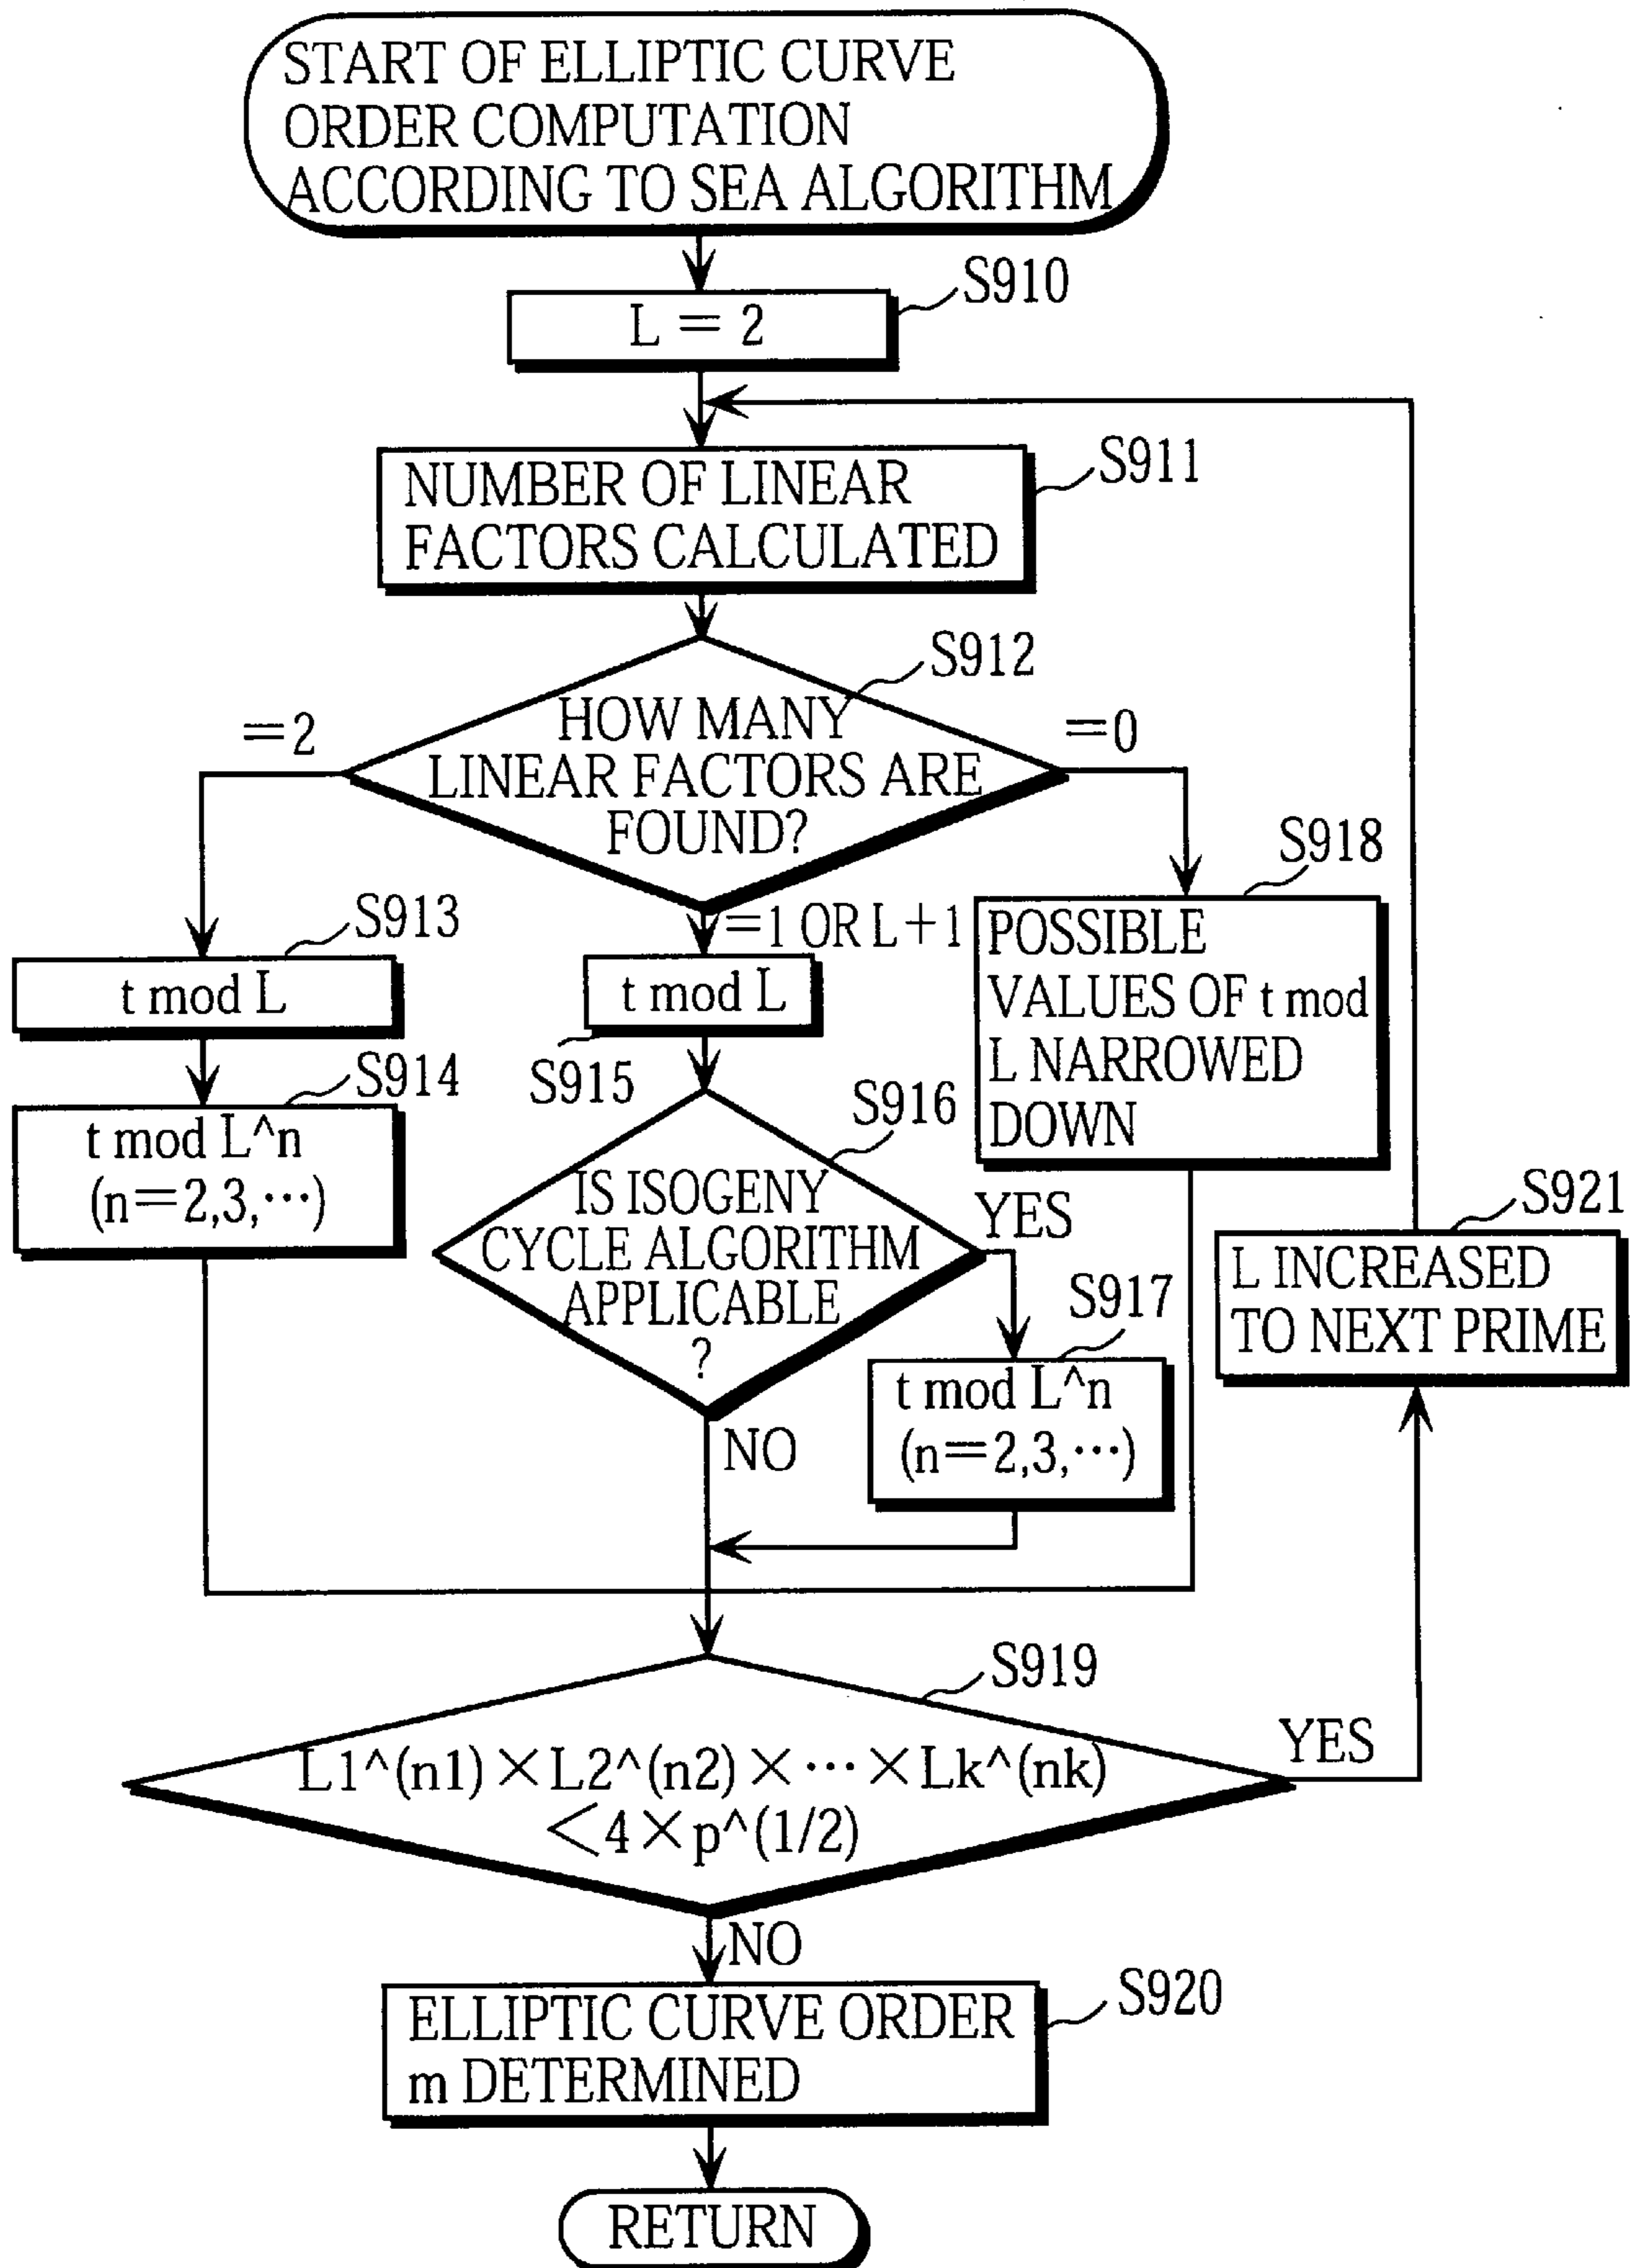 START OF ELLIPTIC CURVE
ORDER COMPUTATION
ACCORDING TO SEA ALGORITHM
S910
L = 2
S911
NUMBER OF LINEAR
FACTORS CALCULATED
S912
HOW MANY
LINEAR FACTORS ARE
FOUND?
=2
=0
=1 OR L+1
S913
t mod L
S914
t mod L^n
(n=2,3,⋯)
t mod L
S915
S916
IS ISOGENY
CYCLE ALGORITHM
APPLICABLE
?
YES
NO
S917
t mod L^n
(n=2,3,⋯)
S918
POSSIBLE
VALUES OF t mod
L NARROWED
DOWN
S921
L INCREASED
TO NEXT PRIME
S919
L1^(n1)×L2^(n2)×⋯×Lk^(nk)
<4×p^(1/2)
YES
NO
S920
ELLIPTIC CURVE ORDER
m DETERMINED
RETURN